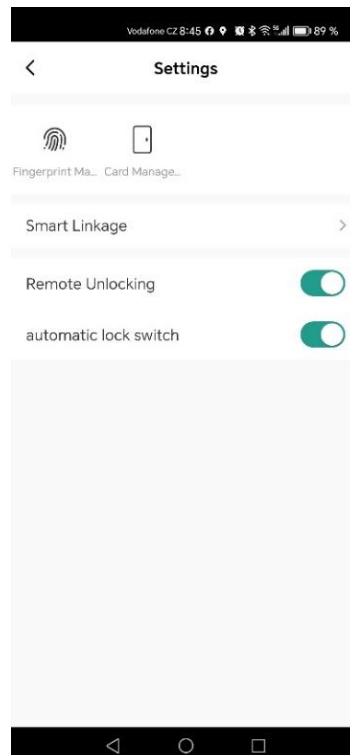 Vodafone CZ 8:45 89 %
Settings
Fingerprint Ma... Card Manage...
Smart Linkage
Remote Unlocking
automatic lock switch